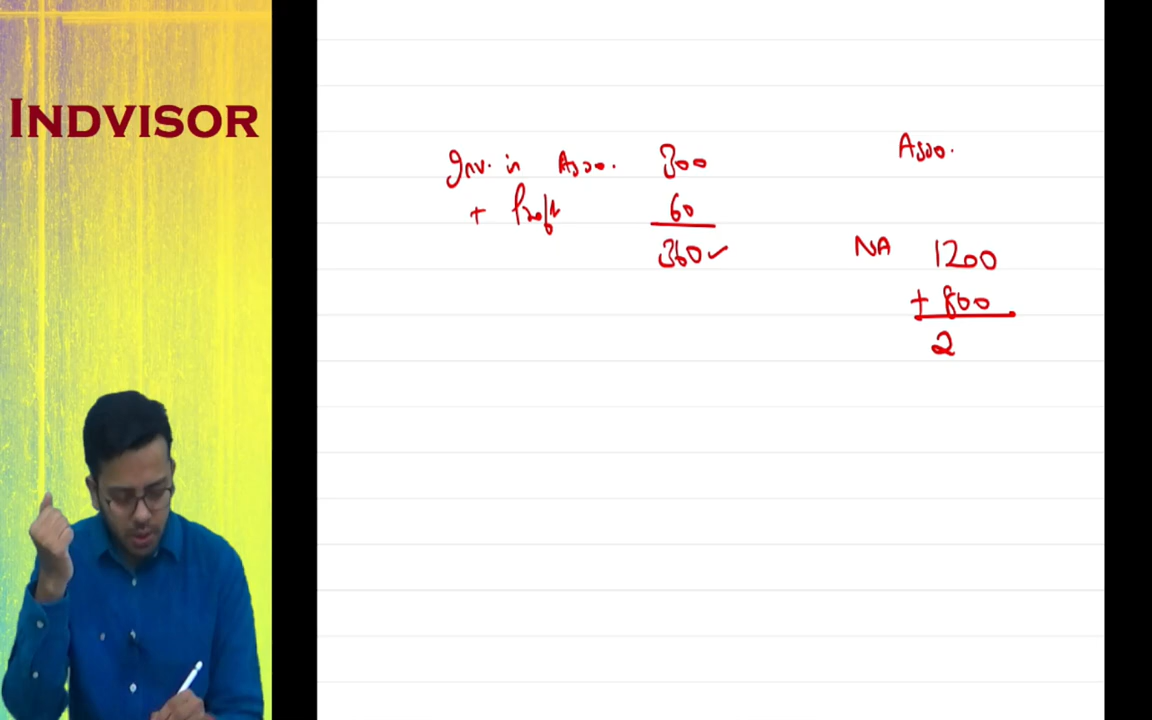 INDVISOR
Inv. in Asso. 300
+ Profit 60
360 ✓
Asso.
NA 1200
+ 800
2